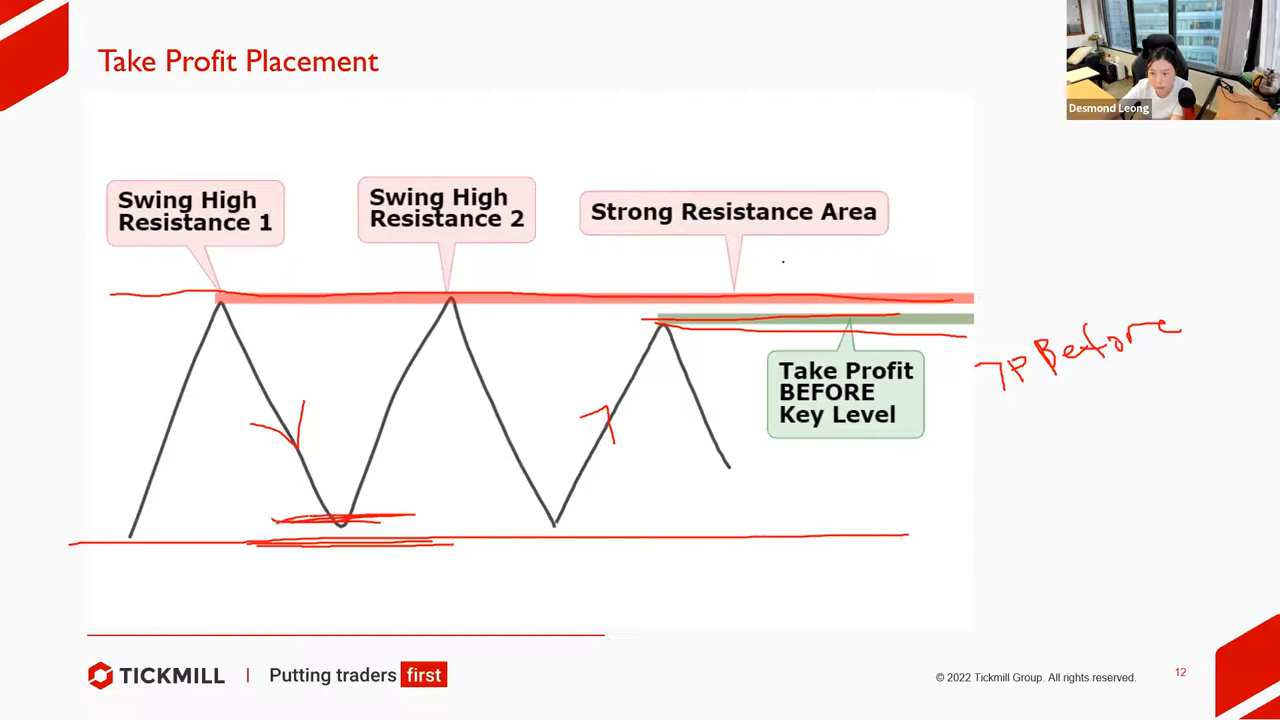 Take Profit Placement
Desmond Leong
Swing High
Resistance 1
Swing High
Resistance 2
Strong Resistance Area
Take Profit
BEFORE
Key Level
TP Before
TICKMILL | Putting traders first
© 2022 Tickmill Group. All rights reserved.
12